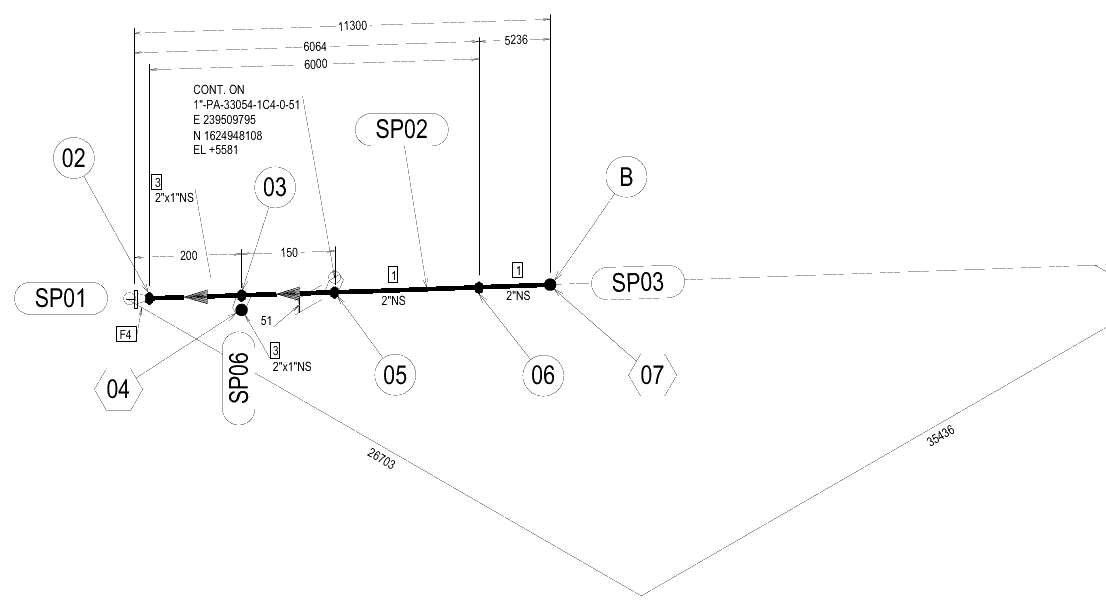 11300
6064
5236
6000
CONT. ON
1"-PA-33054-1C4-0-51
E 239509795
N 1624948108
EL +5581
SP02
02
3
2"x1"NS
03
B
200
150
1
2"NS
1
2"NS
SP01
SP03
F4
51
3
2"x1"NS
SP06
04
05
06
07
26703
35436